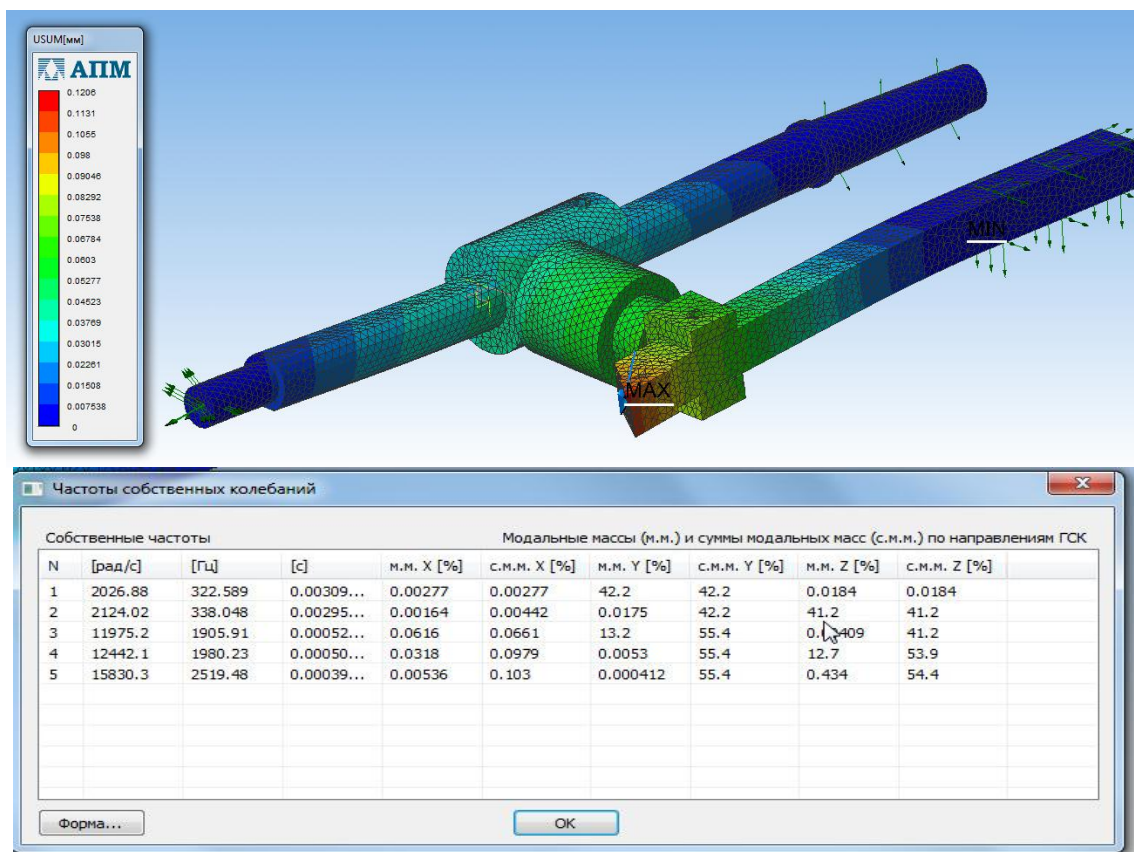 USUM[мм]
АПМ
0.1206
0.1131
0.1055
0.098
0.09046
0.08292
0.07538
0.06784
0.0603
0.05277
0.04523
0.03769
0.03015
0.02261
0.01508
0.007538
0
MIN
MAX
Частоты собственных колебаний
Собственные частоты Модальные массы (м.м.) и суммы модальных масс (с.м.м.) по направлениям ГСК
N [рад/с] [Гц] [с] м.м. X [%] с.м.м. X [%] м.м. Y [%] с.м.м. Y [%] м.м. Z [%] с.м.м. Z [%]
1 2026.88 322.589 0.00309... 0.00277 0.00277 42.2 42.2 0.0184 0.0184
2 2124.02 338.048 0.00295... 0.00164 0.00442 0.0175 42.2 41.2 41.2
3 11975.2 1905.91 0.00052... 0.0616 0.0661 13.2 55.4 41.2
4 12442.1 1980.23 0.00050... 0.0318 0.0979 0.0053 55.4 12.7 53.9
5 15830.3 2519.48 0.00039... 0.00536 0.103 0.000412 55.4 0.434 54.4
Форма... OK